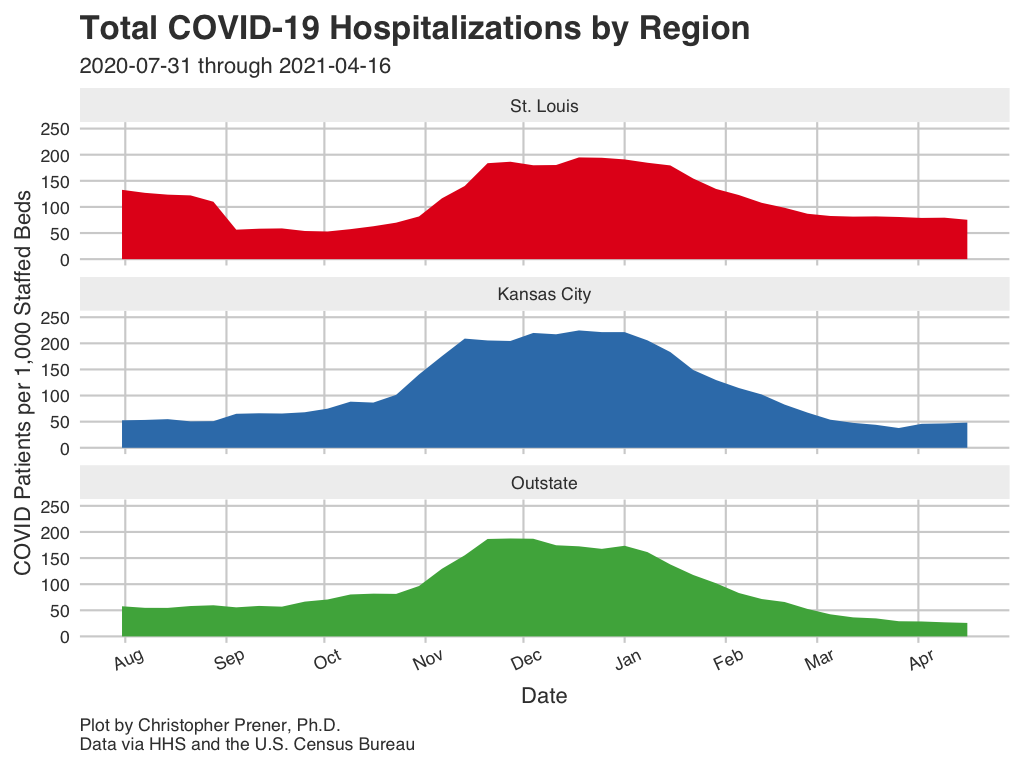 Total COVID-19 Hospitalizations by Region
2020-07-31 through 2021-04-16
COVID Patients per 1,000 Staffed Beds
St. Louis
250
200
150
100
50
0
Kansas City
250
200
150
100
50
0
Outstate
250
200
150
100
50
0
Aug Sep Oct Nov Dec Jan Feb Mar Apr
Date
Plot by Christopher Prener, Ph.D.
Data via HHS and the U.S. Census Bureau